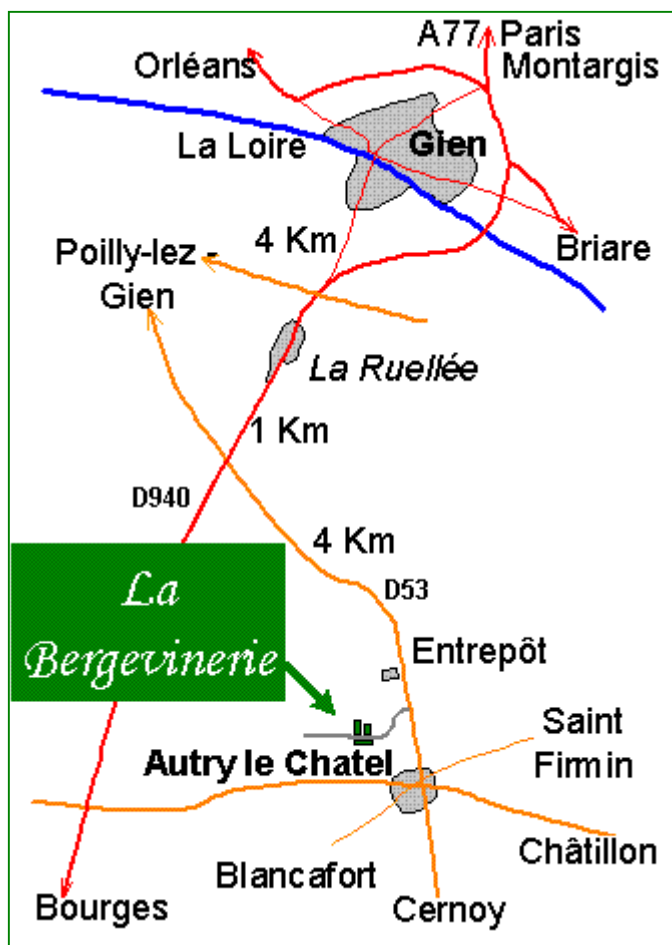 A77 Paris
Orléans Montargis
La Loire Gien
4 Km
Poilly-lez -
Gien
Briare
La Ruellée
1 Km
D940
4 Km
D53
La
Bergevinerie
Entrepôt
Saint
Firmin
Autry le Chatel
Châtillon
Blancafort
Bourges
Cernoy